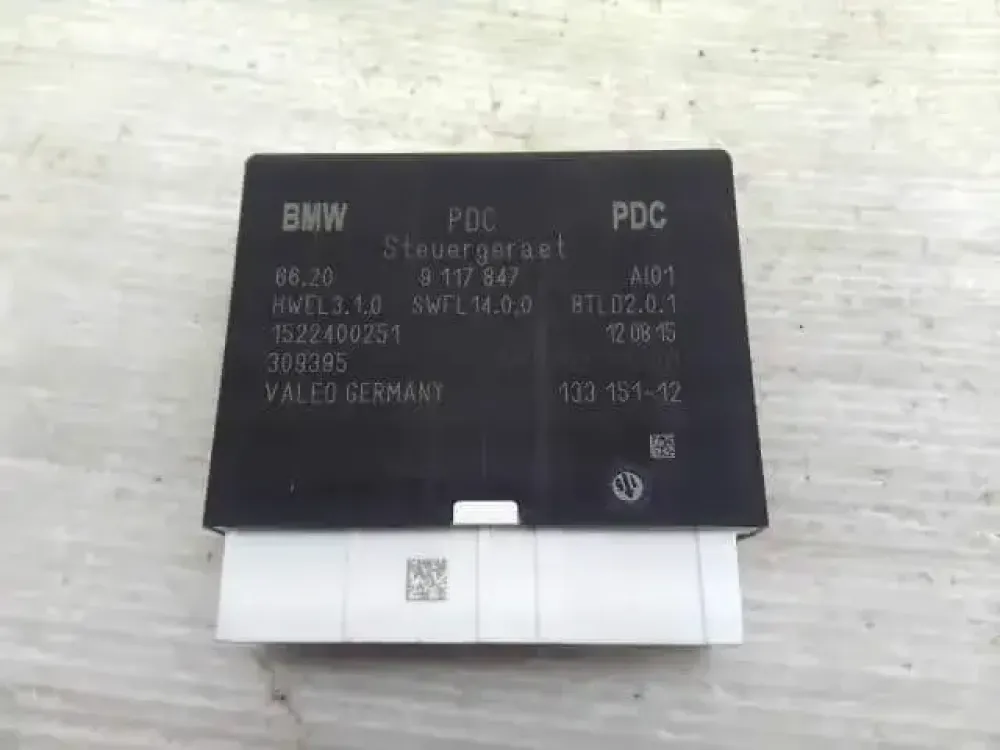 BMW PDC PDC
Steuergeraet
66.20 9 117 847 AI01
HWEL3.1.0 SWFL14.0.0 BTLD2.0.1
1522400251 12 08 15
309395
VALEO GERMANY 133 151-12